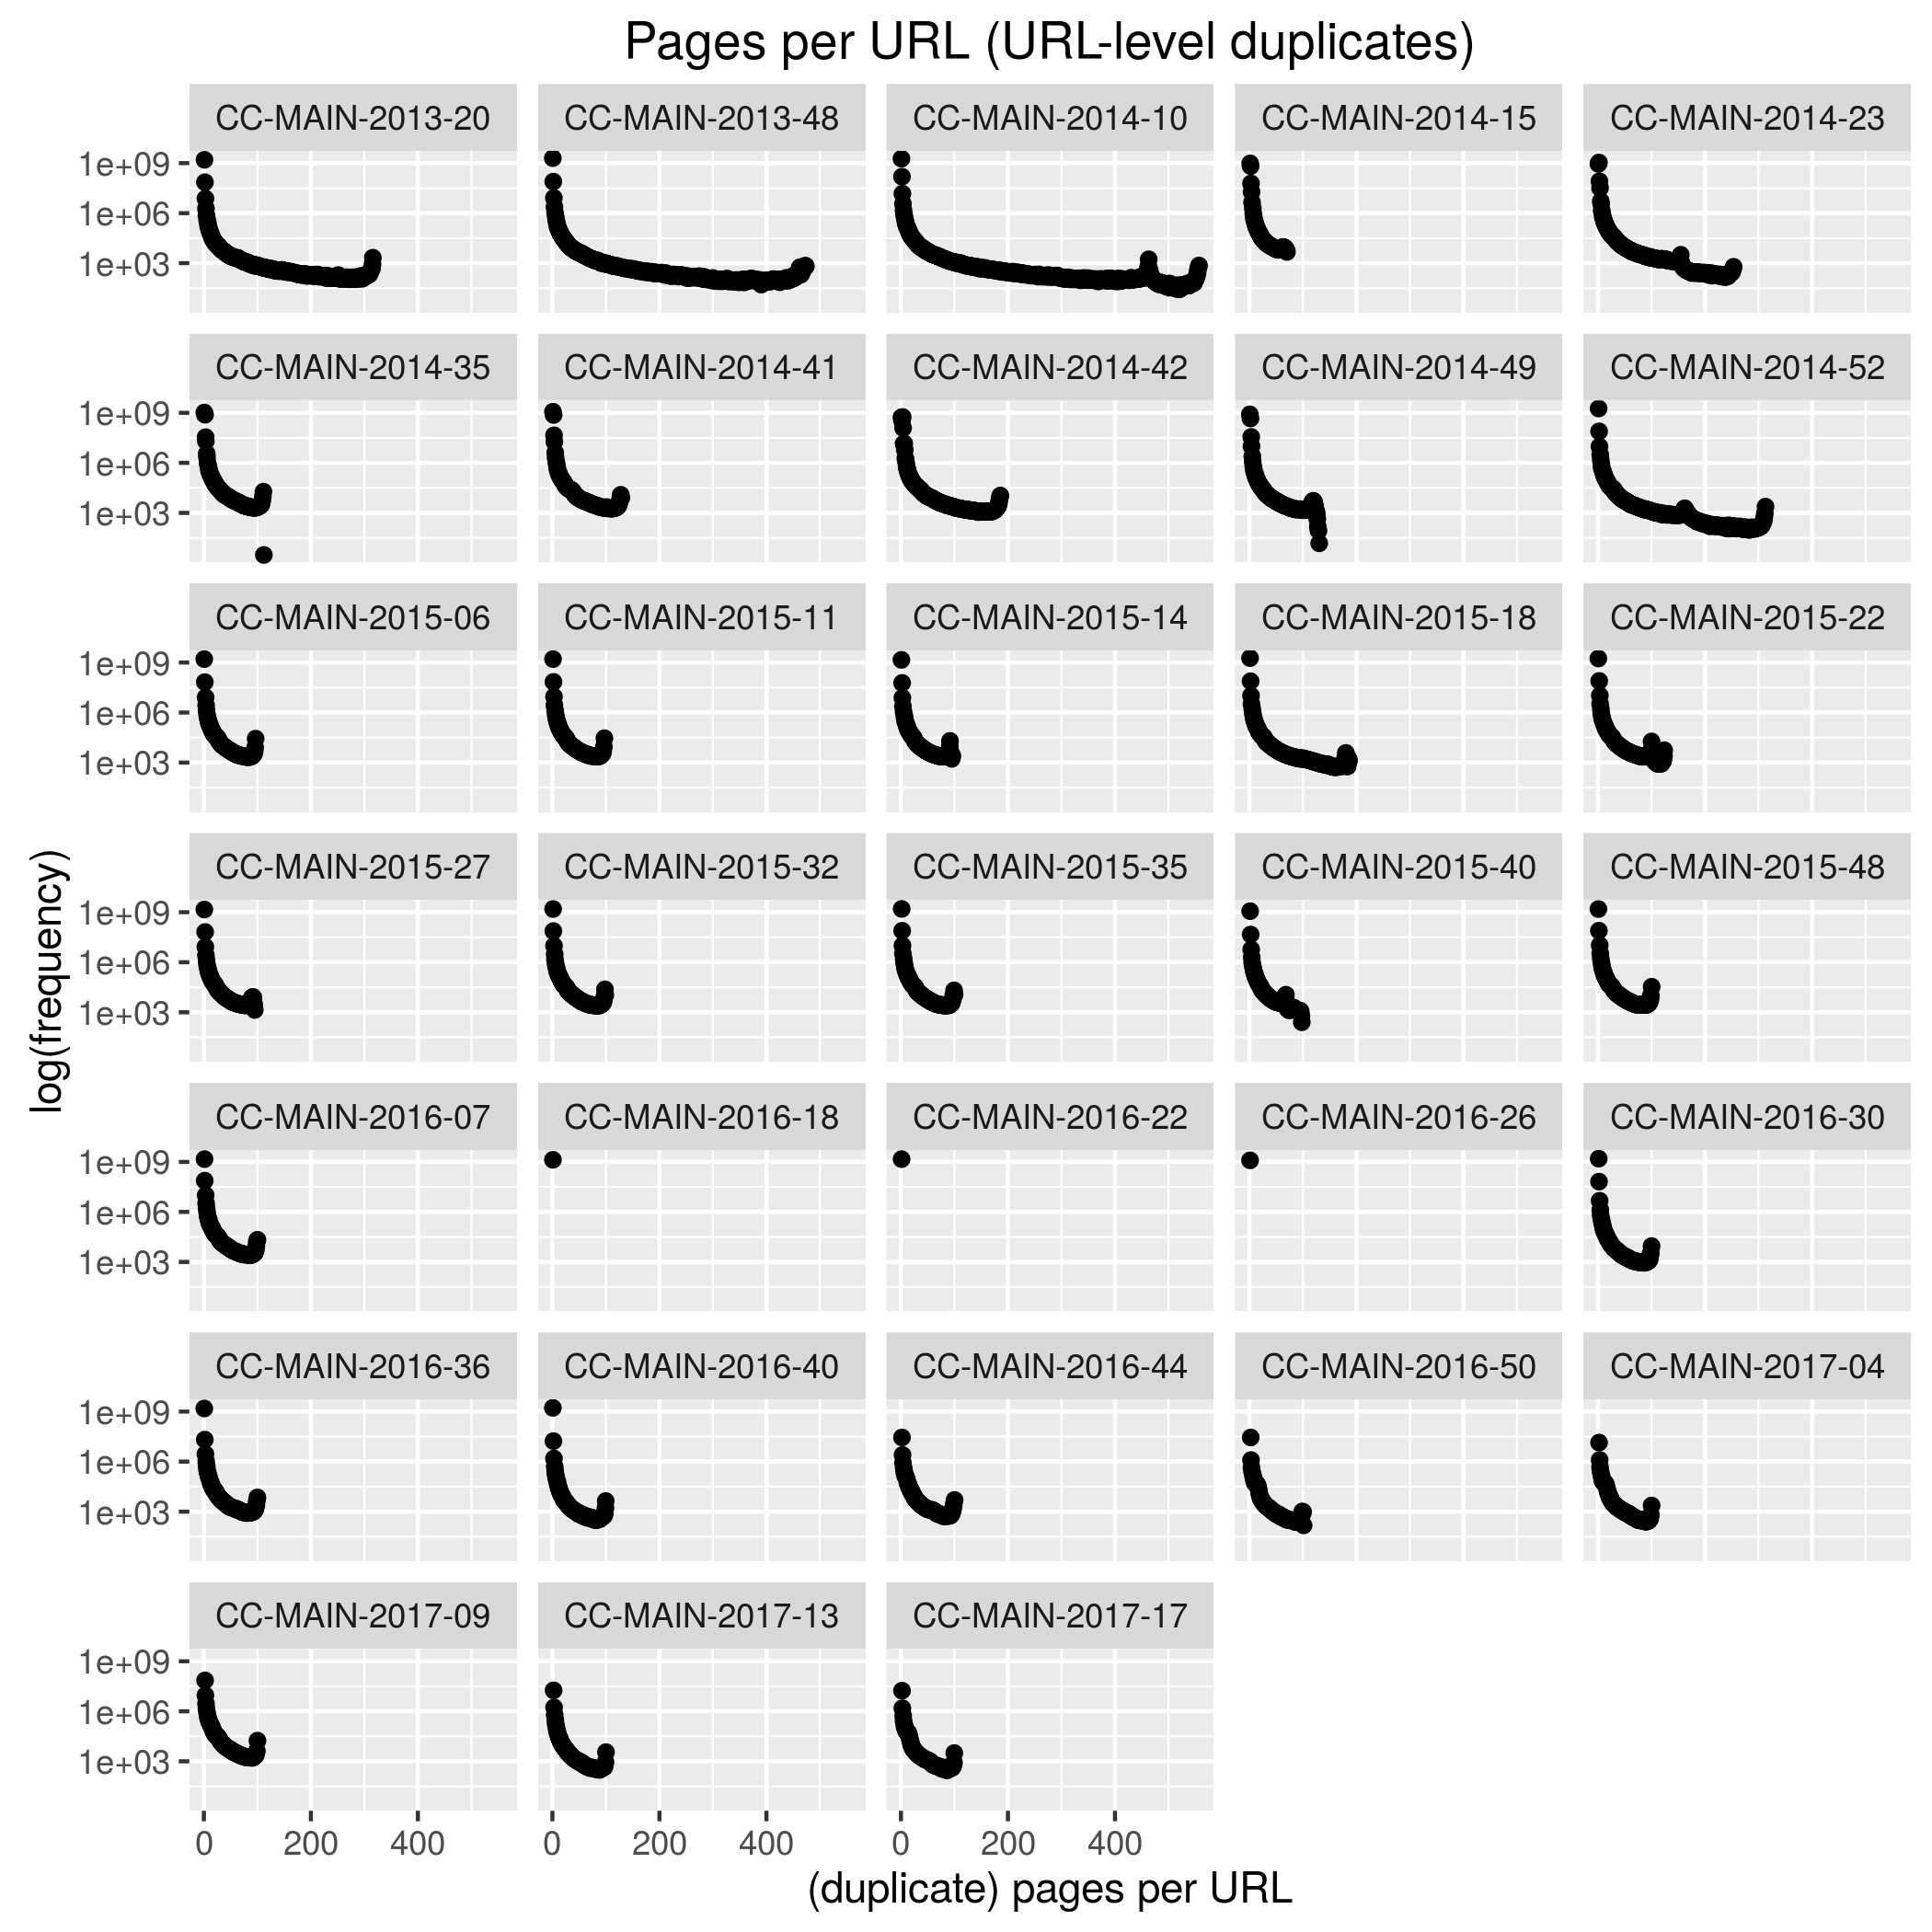 Pages per URL (URL-level duplicates)
CC-MAIN-2013-20 CC-MAIN-2013-48 CC-MAIN-2014-10 CC-MAIN-2014-15 CC-MAIN-2014-23
1e+09
1e+06
1e+03
CC-MAIN-2014-35 CC-MAIN-2014-41 CC-MAIN-2014-42 CC-MAIN-2014-49 CC-MAIN-2014-52
1e+09
1e+06
1e+03
CC-MAIN-2015-06 CC-MAIN-2015-11 CC-MAIN-2015-14 CC-MAIN-2015-18 CC-MAIN-2015-22
1e+09
1e+06
1e+03
CC-MAIN-2015-27 CC-MAIN-2015-32 CC-MAIN-2015-35 CC-MAIN-2015-40 CC-MAIN-2015-48
1e+09
1e+06
1e+03
log(frequency)
CC-MAIN-2016-07 CC-MAIN-2016-18 CC-MAIN-2016-22 CC-MAIN-2016-26 CC-MAIN-2016-30
1e+09
1e+06
1e+03
CC-MAIN-2016-36 CC-MAIN-2016-40 CC-MAIN-2016-44 CC-MAIN-2016-50 CC-MAIN-2017-04
1e+09
1e+06
1e+03
CC-MAIN-2017-09 CC-MAIN-2017-13 CC-MAIN-2017-17
1e+09
1e+06
1e+03
0 200 400 0 200 400 0 200 400
(duplicate) pages per URL